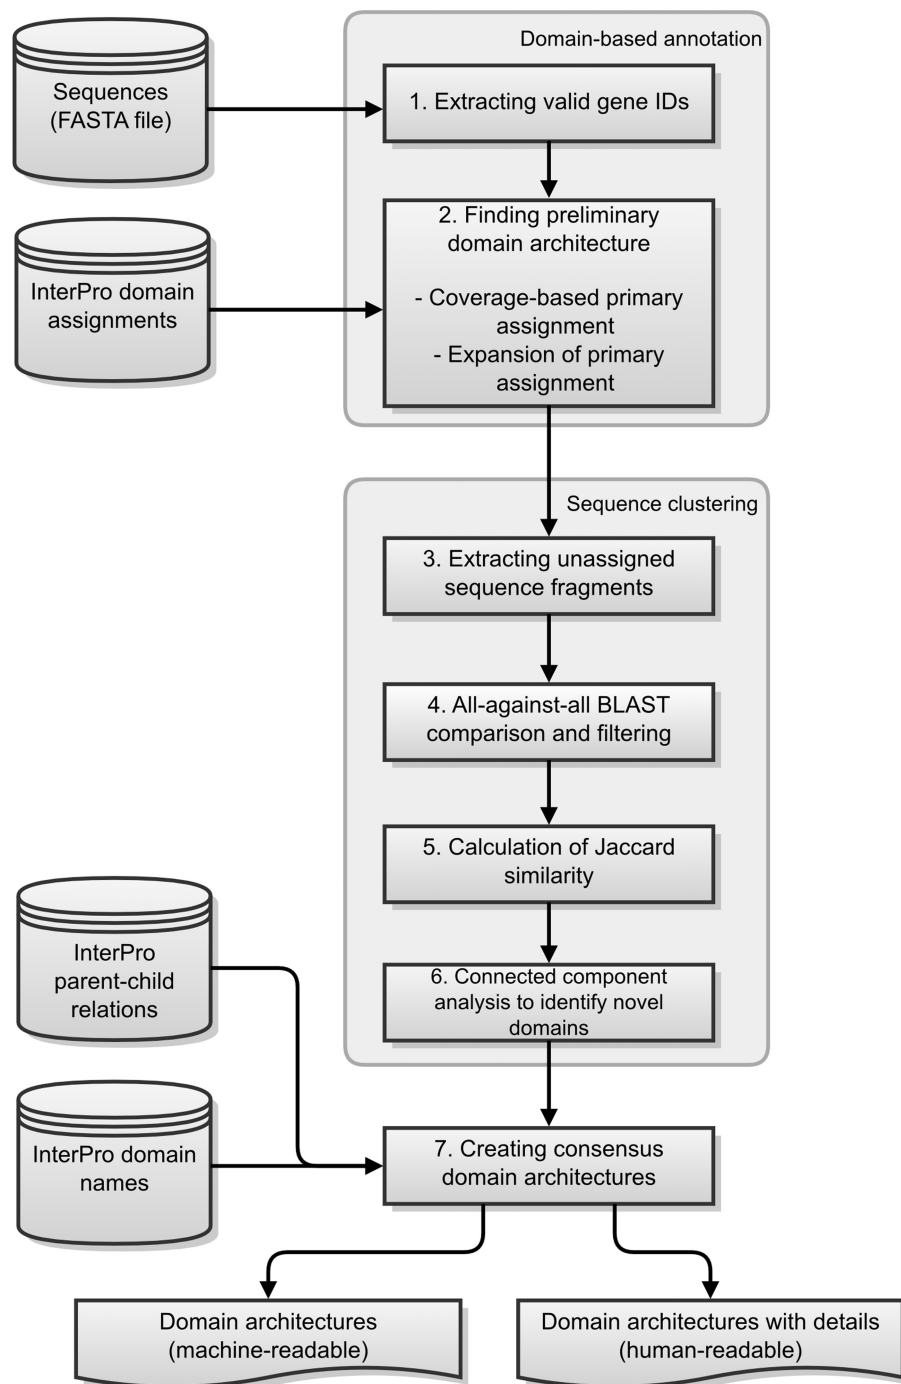 Domain-based annotation
Sequences
(FASTA file)
1. Extracting valid gene IDs
2. Finding preliminary
domain architecture
- Coverage-based primary
assignment
- Expansion of primary
assignment
InterPro domain
assignments
Sequence clustering
3. Extracting unassigned
sequence fragments
4. All-against-all BLAST
comparison and filtering
5. Calculation of Jaccard
similarity
6. Connected component
analysis to identify novel
domains
InterPro
parent-child
relations
InterPro domain
names
7. Creating consensus
domain architectures
Domain architectures
(machine-readable)
Domain architectures with details
(human-readable)